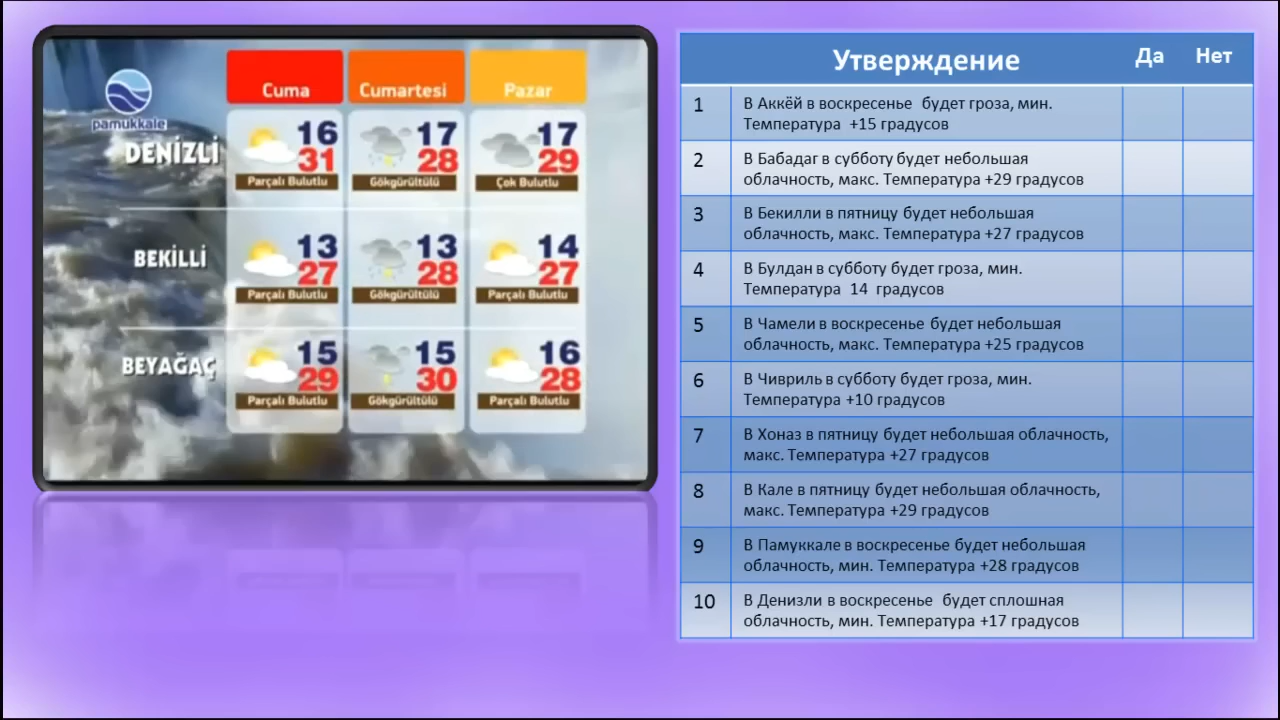 pamukkale
Cuma Cumartesi Pazar
DENİZLİ
16 17 17
31 28 29
Parçalı Bulutlu Gökgürültülü Çok Bulutlu
BEKİLLİ
13 13 14
27 28 27
Parçalı Bulutlu Gökgürültülü Parçalı Bulutlu
BEYAĞAÇ
15 15 16
29 30 28
Parçalı Bulutlu Gökgürültülü Parçalı Bulutlu
Утверждение Да Нет
1 В Аккёй в воскресенье будет гроза, мин.
Температура +15 градусов
2 В Бабадаг в субботу будет небольшая
облачность, макс. Температура +29 градусов
3 В Бекилли в пятницу будет небольшая
облачность, макс. Температура +27 градусов
4 В Булдан в субботу будет гроза, мин.
Температура 14 градусов
5 В Чамели в воскресенье будет небольшая
облачность, макс. Температура +25 градусов
6 В Чивриль в субботу будет гроза, мин.
Температура +10 градусов
7 В Хоназ в пятницу будет небольшая облачность,
макс. Температура +27 градусов
8 В Кале в пятницу будет небольшая облачность,
макс. Температура +29 градусов
9 В Памуккале в воскресенье будет небольшая
облачность, мин. Температура +28 градусов
10 В Денизли в воскресенье будет сплошная
облачность, мин. Температура +17 градусов